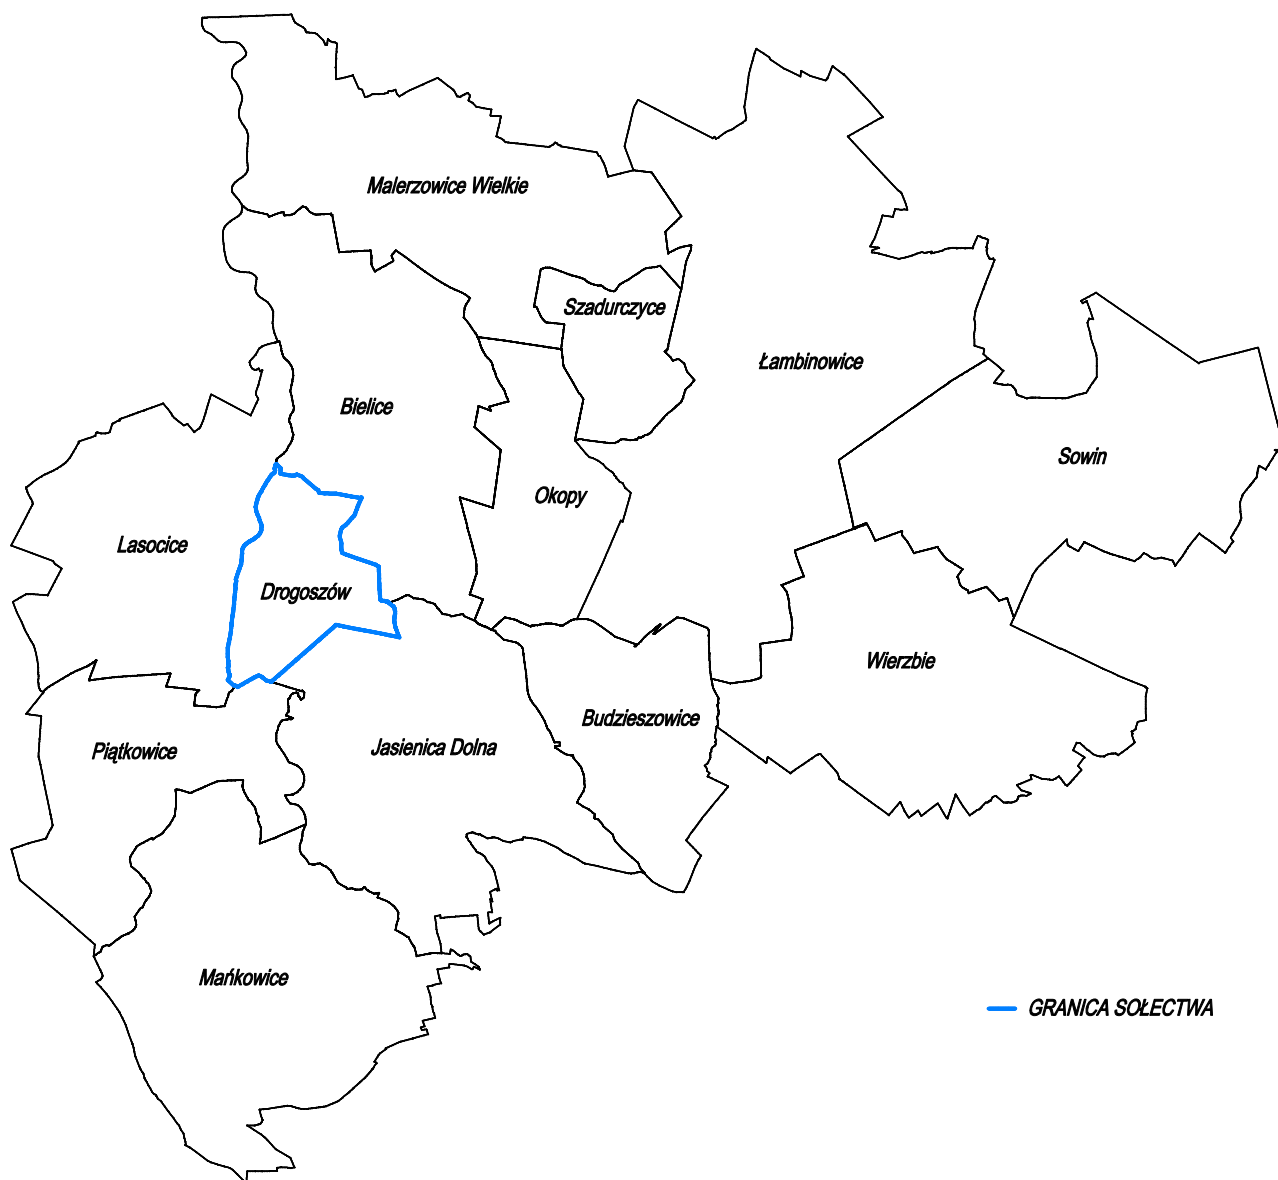 Malerzowice Wielkie
Szadurczyce
Łambinowice
Bielice
Sowin
Okopy
Lasocice
Drogoszów
Wierzbie
Budzieszowice
Piątkowice
Jasienica Dolna
Mańkowice
GRANICA SOŁECTWA